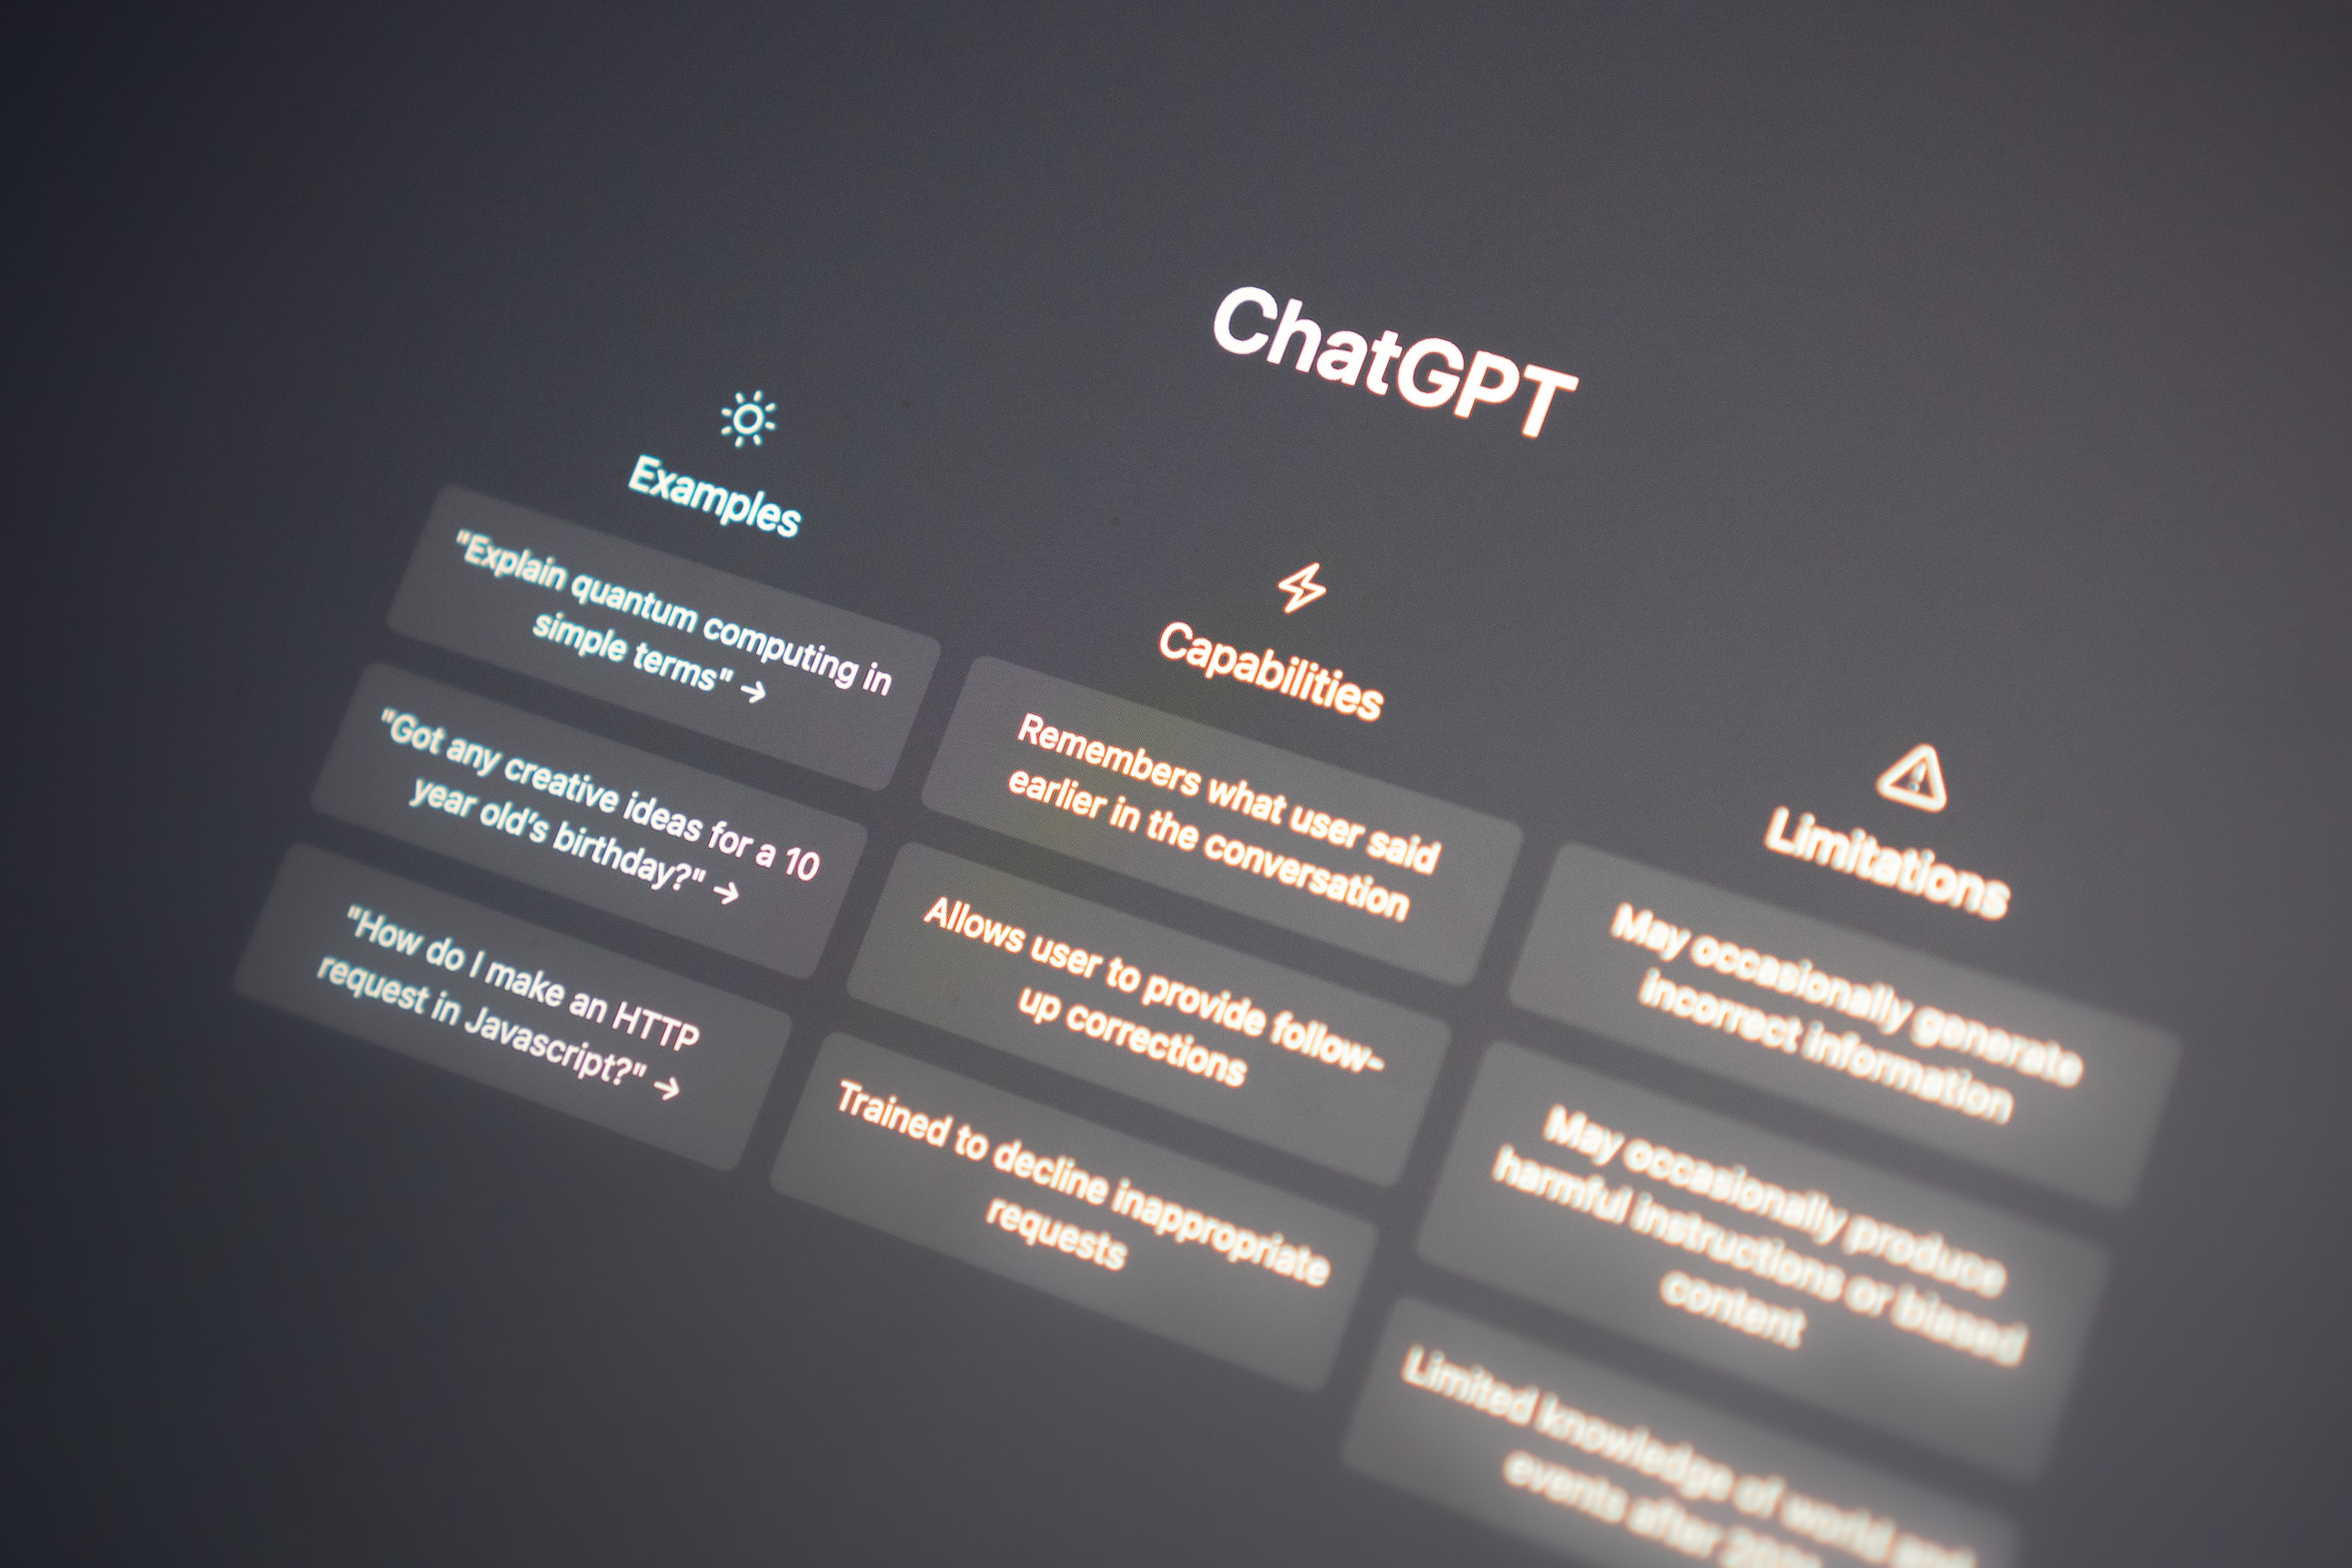 ChatGPT
Examples
"Explain quantum computing in
simple terms" →
"Got any creative ideas for a 10
year old's birthday?" →
"How do I make an HTTP
request in Javascript?" →
Capabilities
Remembers what user said
earlier in the conversation
Allows user to provide follow-
up corrections
Trained to decline inappropriate
requests
Limitations
May occasionally generate
incorrect information
May occasionally produce
harmful instructions or biased
content
Limited knowledge of world and
events after